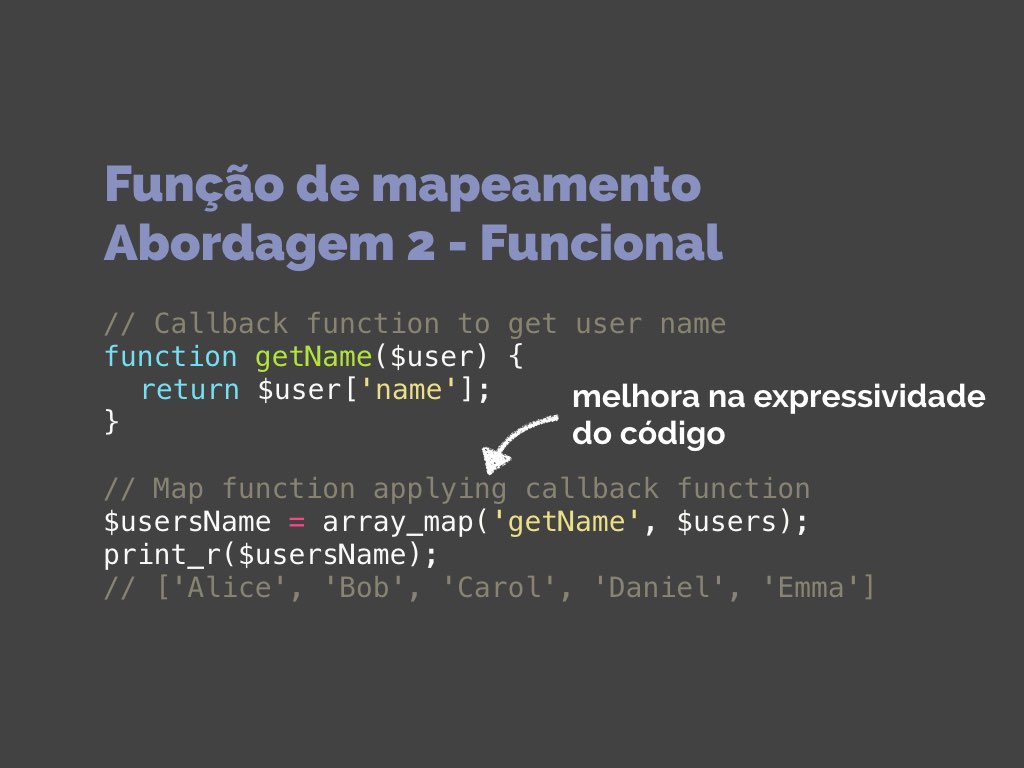 Função de mapeamento
Abordagem 2 - Funcional
// Callback function to get user name
function getName($user) {
  return $user['name'];
}
melhora na expressividade
do código
// Map function applying callback function
$usersName = array_map('getName', $users);
print_r($usersName);
// ['Alice', 'Bob', 'Carol', 'Daniel', 'Emma']